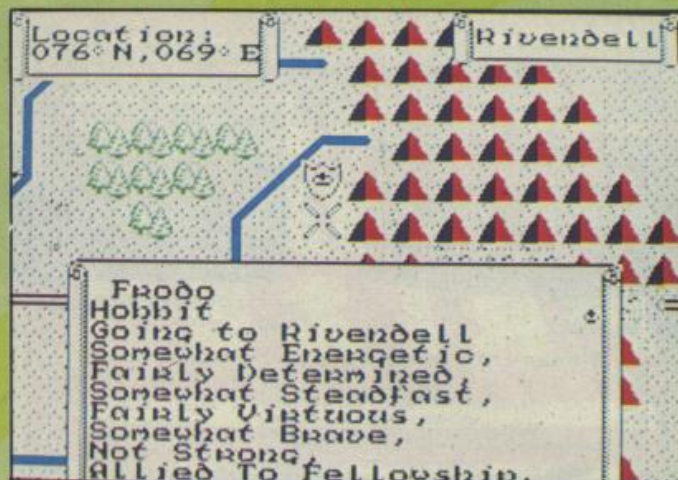 Location:
076° N, 069° E
Rivendell
Frodo
Hobbit
Going to Rivendell
Somewhat Energetic,
Fairly Determined,
Somewhat Steadfast,
Fairly Virtuous,
Somewhat Brave,
Not Strong,
Allied To Fellowship,